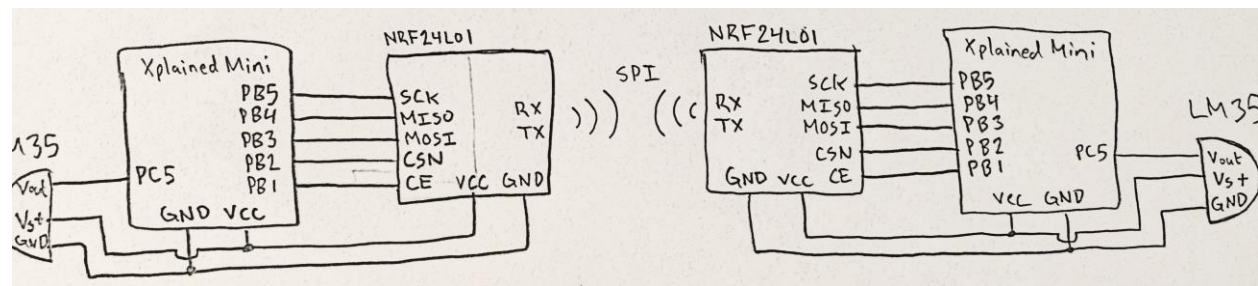 M35
Vout
Vs+
GND
Xplained Mini
PB5
PB4
PB3
PB2
PB1
PC5
GND VCC
NRF24L01
SCK
MISO
MOSI
CSN
CE VCC GND
RX
TX
SPI
NRF24L01
RX
TX
SCK
MISO
MOSI
CSN
GND VCC CE
Xplained Mini
PB5
PB4
PB3
PB2
PB1
PC5
VCC GND
LM35
Vout
Vs+
GND